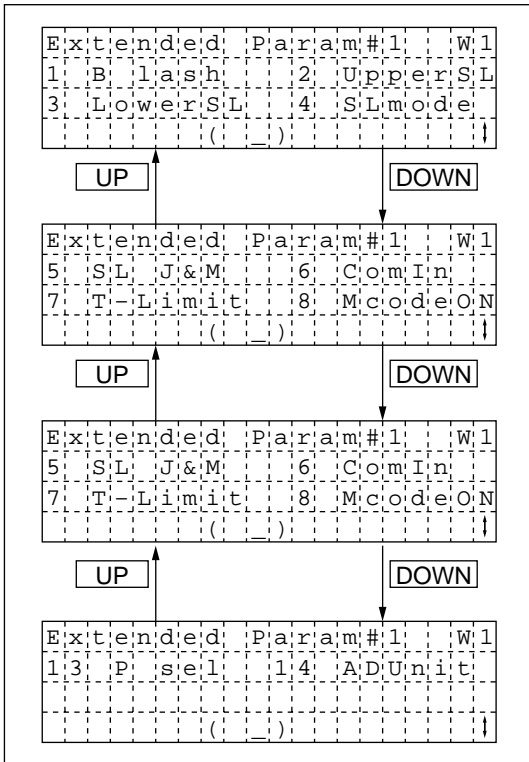 Extended Param#1 W1
1 B lash 2 UpperSL
3 LowerSL 4 SLmode
( _) ↕
UP DOWN
Extended Param#1 W1
5 SL J&M 6 ComIn
7 T-Limit 8 McodeON
( _) ↕
UP DOWN
Extended Param#1 W1
5 SL J&M 6 ComIn
7 T-Limit 8 McodeON
( _) ↕
UP DOWN
Extended Param#1 W1
13 P sel 14 ADUnit
( _) ↕